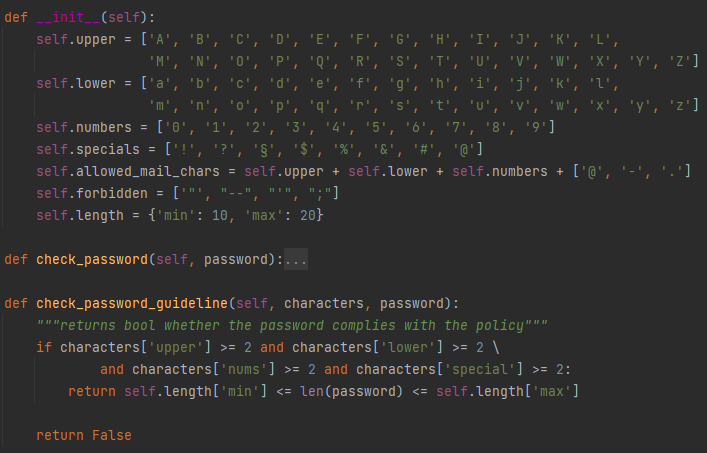 def __init__(self):
    self.upper = ['A', 'B', 'C', 'D', 'E', 'F', 'G', 'H', 'I', 'J', 'K', 'L',
                  'M', 'N', 'O', 'P', 'Q', 'R', 'S', 'T', 'U', 'V', 'W', 'X', 'Y', 'Z']
    self.lower = ['a', 'b', 'c', 'd', 'e', 'f', 'g', 'h', 'i', 'j', 'k', 'l',
                  'm', 'n', 'o', 'p', 'q', 'r', 's', 't', 'u', 'v', 'w', 'x', 'y', 'z']
    self.numbers = ['0', '1', '2', '3', '4', '5', '6', '7', '8', '9']
    self.specials = ['!', '?', '§', '$', '%', '&', '#', '@']
    self.allowed_mail_chars = self.upper + self.lower + self.numbers + ['@', '-', '.']
    self.forbidden = ['"', "--", "'", ";"]
    self.length = {'min': 10, 'max': 20}

def check_password(self, password):...

def check_password_guideline(self, characters, password):
    """returns bool whether the password complies with the policy"""
    if characters['upper'] >= 2 and characters['lower'] >= 2 \
            and characters['nums'] >= 2 and characters['special'] >= 2:
        return self.length['min'] <= len(password) <= self.length['max']

    return False